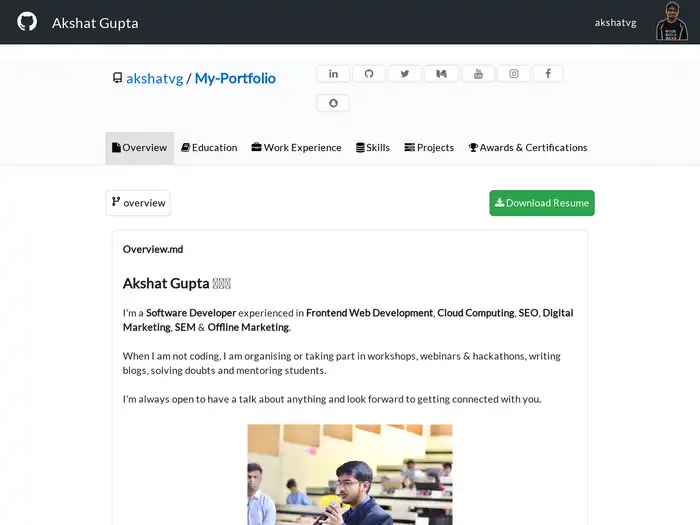 Akshat Gupta
akshatvg
akshatvg / My-Portfolio
Overview
Education
Work Experience
Skills
Projects
Awards & Certifications
overview
Download Resume
Overview.md
Akshat Gupta
I'm a Software Developer experienced in Frontend Web Development, Cloud Computing, SEO, Digital
Marketing, SEM & Offline Marketing.
When I am not coding, I am organising or taking part in workshops, webinars & hackathons, writing
blogs, solving doubts and mentoring students.
I'm always open to have a talk about anything and look forward to getting connected with you.